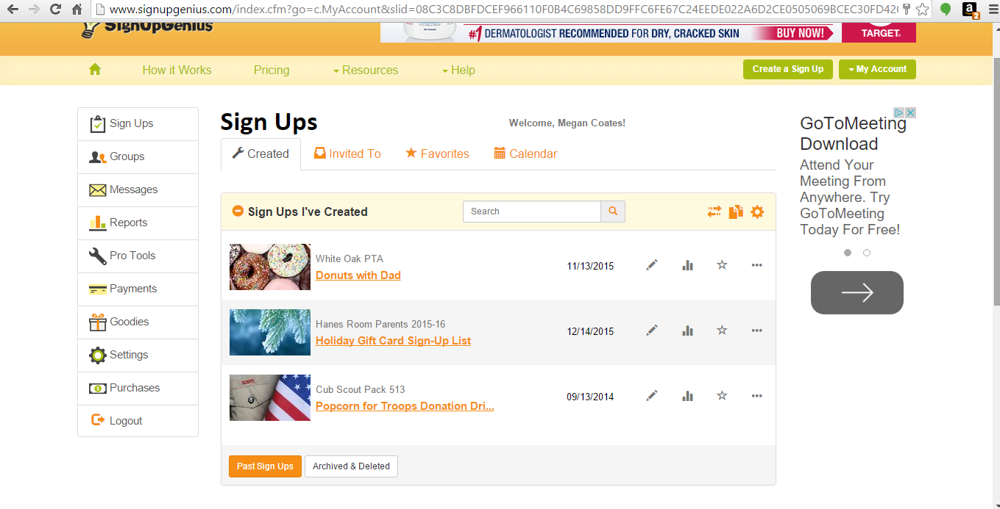 www.signupgenius.com/index.cfm?go=c.MyAccount&slid=08C3C8DBFDCEF966110F0B4C69858DD9FFC6FE67C24EEDE022A6D2CE0505069BCEC30FD42
a
2
SignUpGenius
#1 DERMATOLOGIST RECOMMENDED FOR DRY, CRACKED SKIN
BUY NOW!
TARGET.
How it Works
Pricing
Resources
Help
Create a Sign Up
My Account
Sign Ups
Groups
Messages
Reports
Pro Tools
Payments
Goodies
Settings
Purchases
Logout
Sign Ups
Welcome, Megan Coates!
Created
Invited To
Favorites
Calendar
Sign Ups I've Created
Search
White Oak PTA
Donuts with Dad
11/13/2015
Hanes Room Parents 2015-16
Holiday Gift Card Sign-Up List
12/14/2015
SCOUTS
Cub Scout Pack 513
Popcorn for Troops Donation Dri...
09/13/2014
Past Sign Ups
Archived & Deleted
GoToMeeting
Download
Attend Your
Meeting From
Anywhere. Try
GoToMeeting
Today For Free!